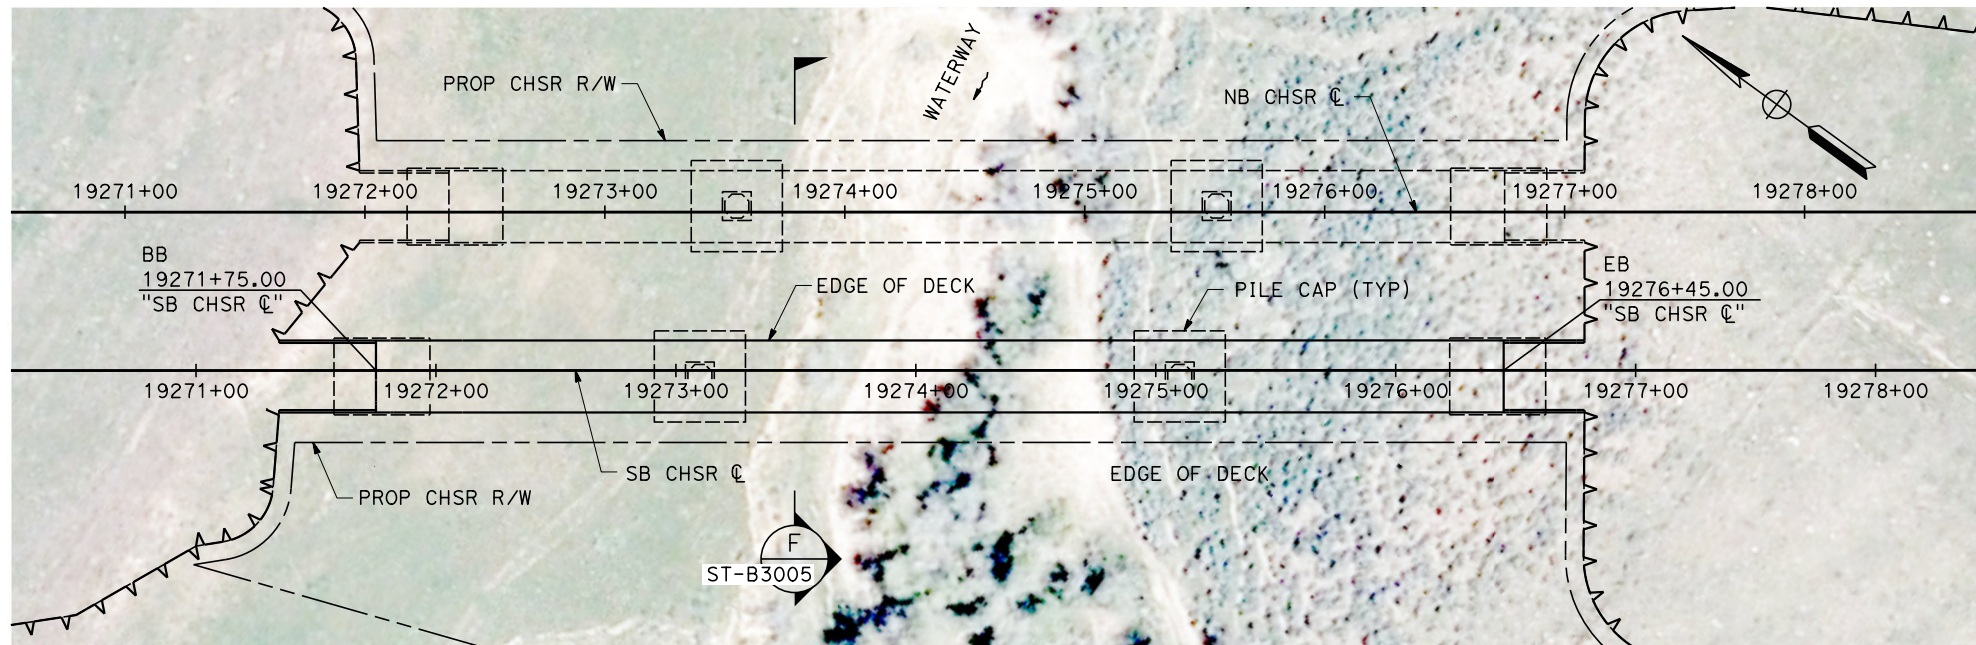 WATERWAY
PROP CHSR R/W
NB CHSR ℄
19271+00 19272+00 19273+00 19274+00 19275+00 19276+00 19277+00 19278+00
BB
19271+75.00
"SB CHSR ℄"
EDGE OF DECK
PILE CAP (TYP)
EB
19276+45.00
"SB CHSR ℄"
19271+00 19272+00 19273+00 19274+00 19275+00 19276+00 19277+00 19278+00
SB CHSR ℄
EDGE OF DECK
PROP CHSR R/W
F
ST-B3005